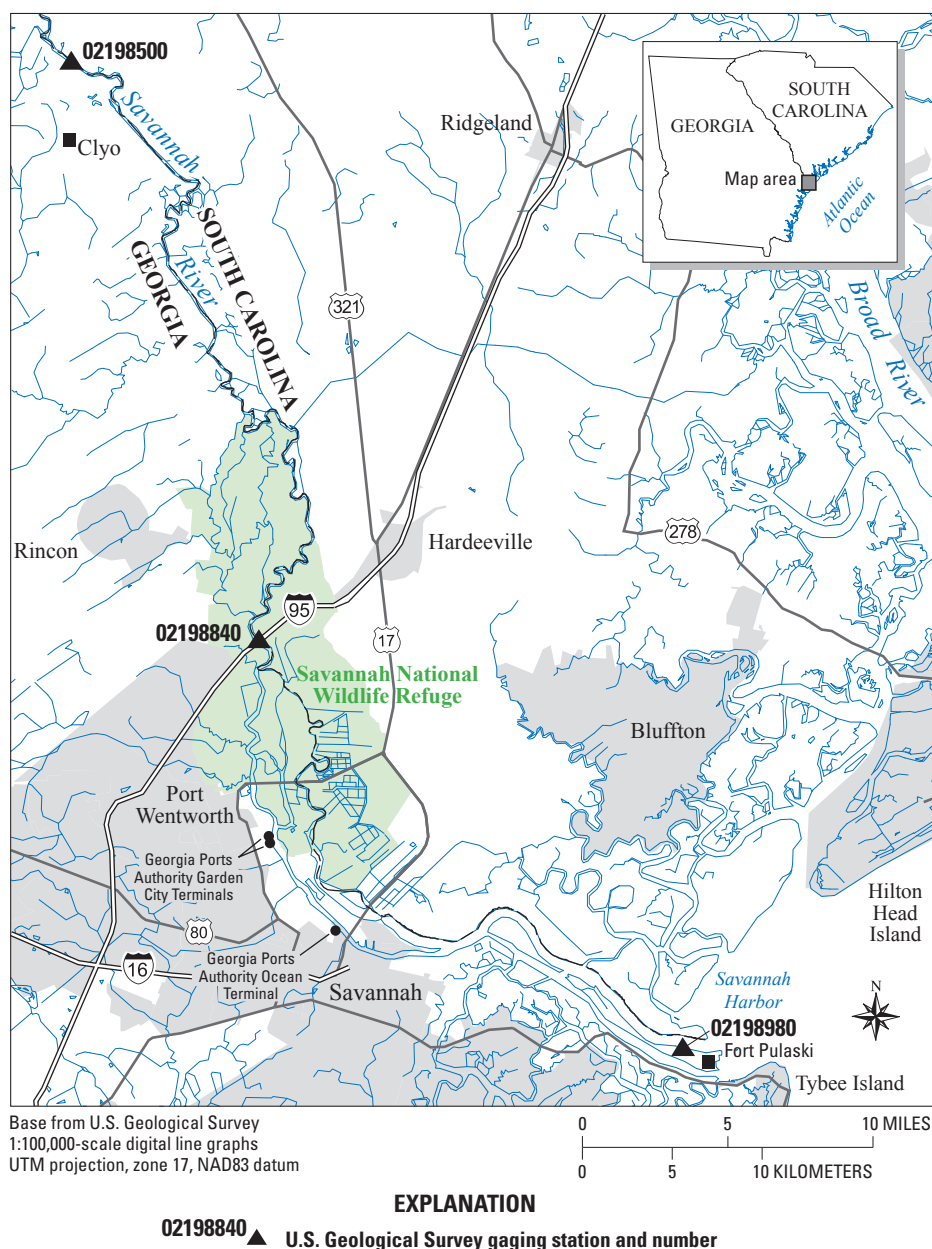 02198500
Savannah
Clyo
Ridgeland
SOUTH
CAROLINA
GEORGIA
Map area
Atlantic
Ocean
SOUTH CAROLINA
GEORGIA
River
321
Broad River
Rincon
Hardeeville
278
95
02198840
17
Savannah National
Wildlife Refuge
Bluffton
Port
Wentworth
Georgia Ports
Authority Garden
City Terminals
Hilton
Head
Island
80
Georgia Ports
Authority Ocean
Terminal
16
Savannah
Savannah
Harbor
N
02198980
Fort Pulaski
Tybee Island
Base from U.S. Geological Survey
1:100,000-scale digital line graphs
UTM projection, zone 17, NAD83 datum
0 5 10 MILES
0 5 10 KILOMETERS
EXPLANATION
02198840 U.S. Geological Survey gaging station and number